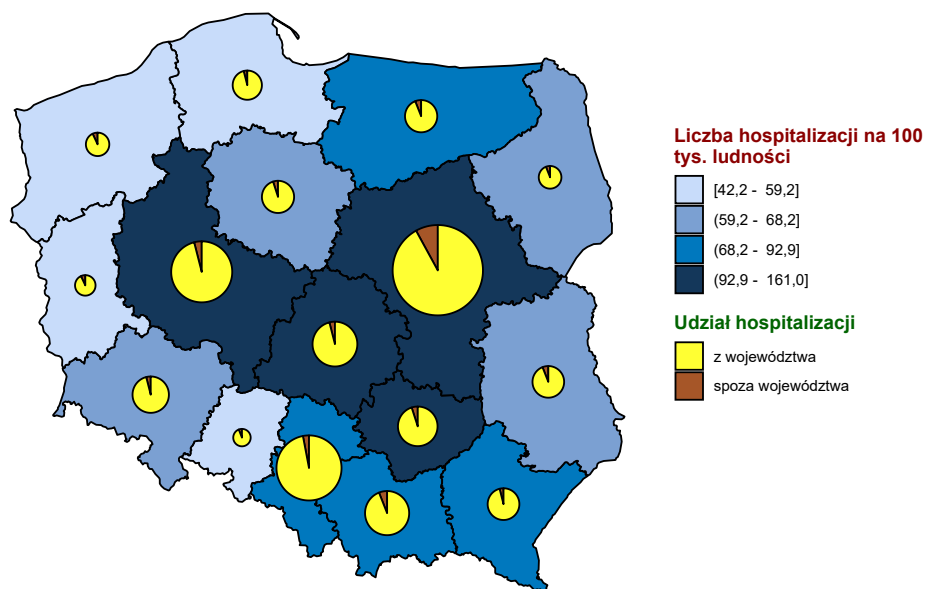 Liczba hospitalizacji na 100
tys. ludności
[42,2 - 59,2]
(59,2 - 68,2]
(68,2 - 92,9]
(92,9 - 161,0]
Udział hospitalizacji
z województwa
spoza województwa